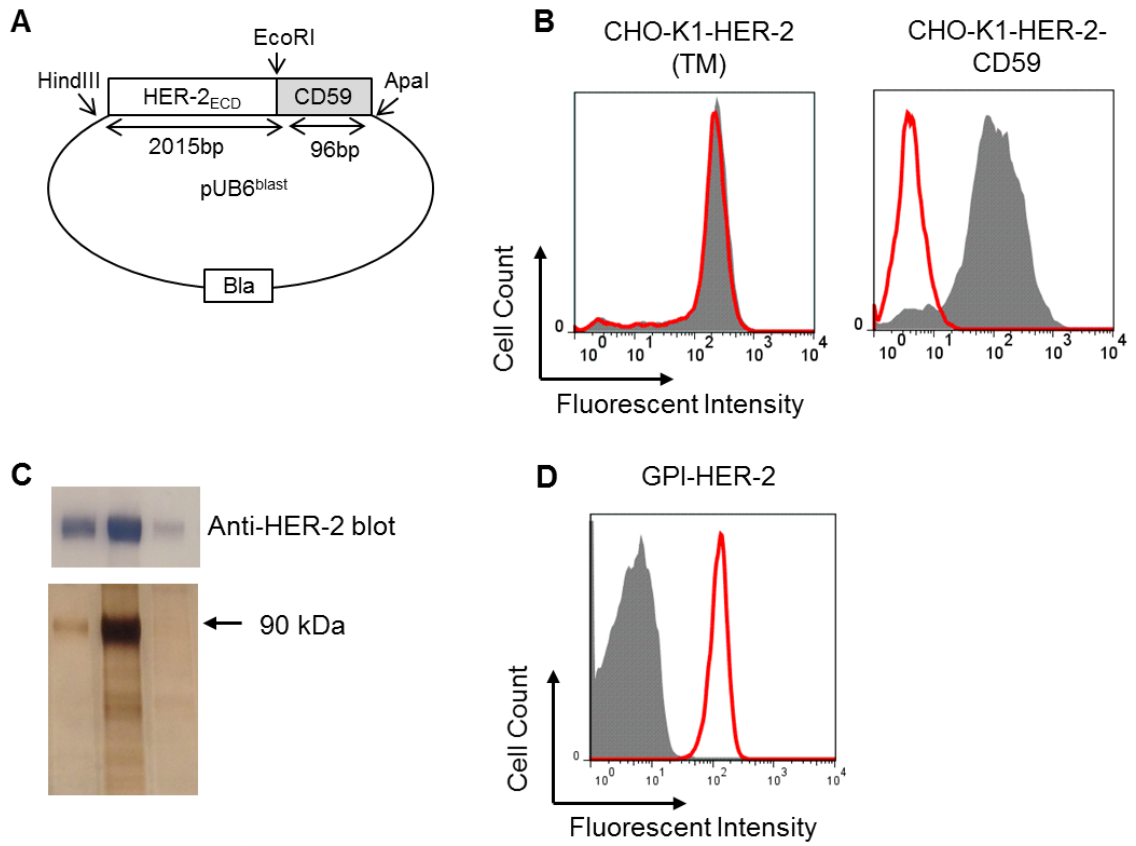 A
EcoRI
HindIII
ApaI
HER-2ECD
CD59
2015bp
96bp
pUB6blast
Bla
B
CHO-K1-HER-2
(TM)
CHO-K1-HER-2-
CD59
Cell Count
0
10^0 10^1 10^2 10^3 10^4
0
10^0 10^1 10^2 10^3 10^4
Fluorescent Intensity
C
Anti-HER-2 blot
90 kDa
D
GPI-HER-2
Cell Count
0
10^0 10^1 10^2 10^3 10^4
Fluorescent Intensity